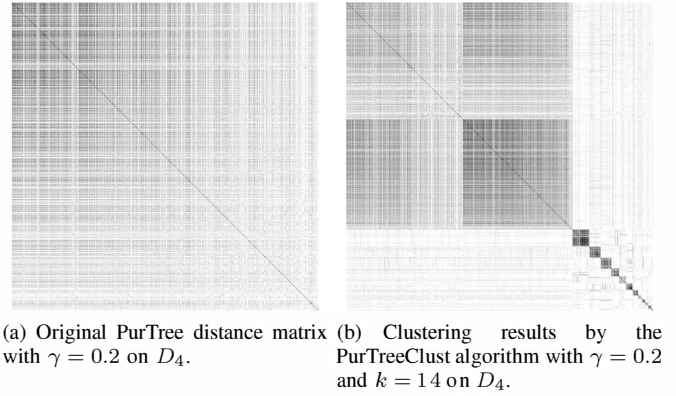 (a) Original PurTree distance matrix
with γ = 0.2 on D₄.
(b) Clustering results by the
PurTreeClust algorithm with γ = 0.2
and k = 14 on D₄.